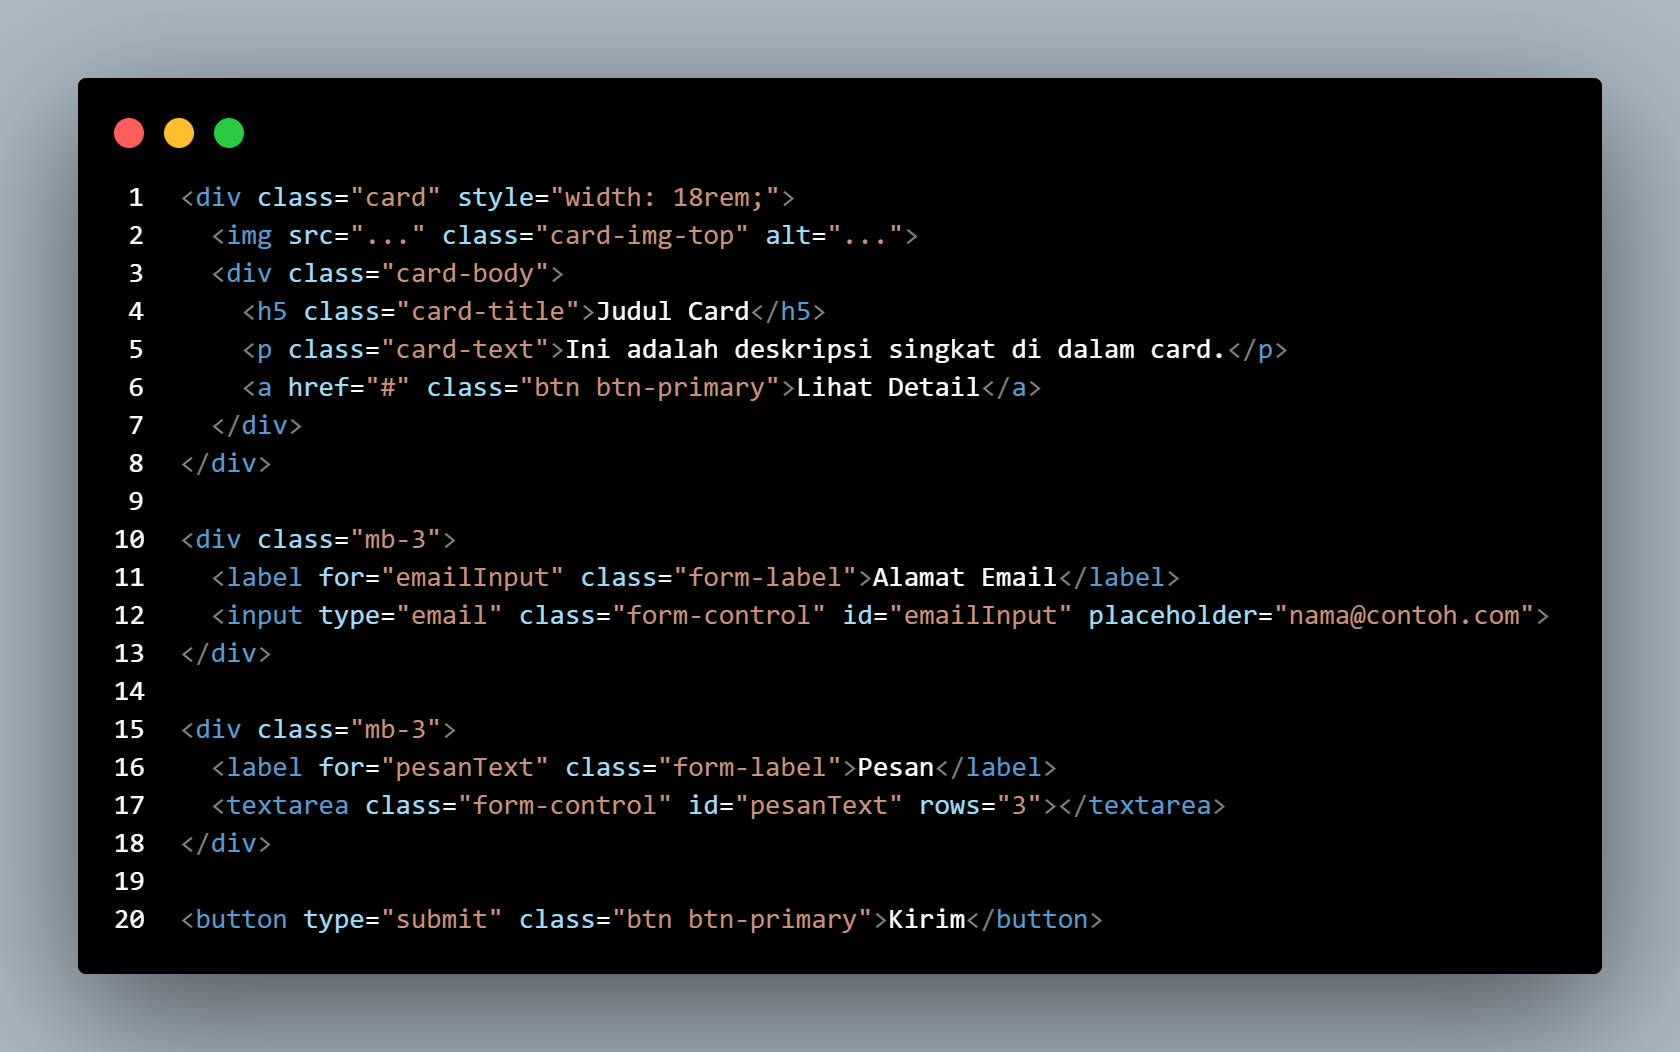 1 <div class="card" style="width: 18rem;">
2   <img src="..." class="card-img-top" alt="...">
3   <div class="card-body">
4     <h5 class="card-title">Judul Card</h5>
5     <p class="card-text">Ini adalah deskripsi singkat di dalam card.</p>
6     <a href="#" class="btn btn-primary">Lihat Detail</a>
7   </div>
8 </div>
9
10 <div class="mb-3">
11   <label for="emailInput" class="form-label">Alamat Email</label>
12   <input type="email" class="form-control" id="emailInput" placeholder="nama@contoh.com">
13 </div>
14
15 <div class="mb-3">
16   <label for="pesanText" class="form-label">Pesan</label>
17   <textarea class="form-control" id="pesanText" rows="3"></textarea>
18 </div>
19
20 <button type="submit" class="btn btn-primary">Kirim</button>